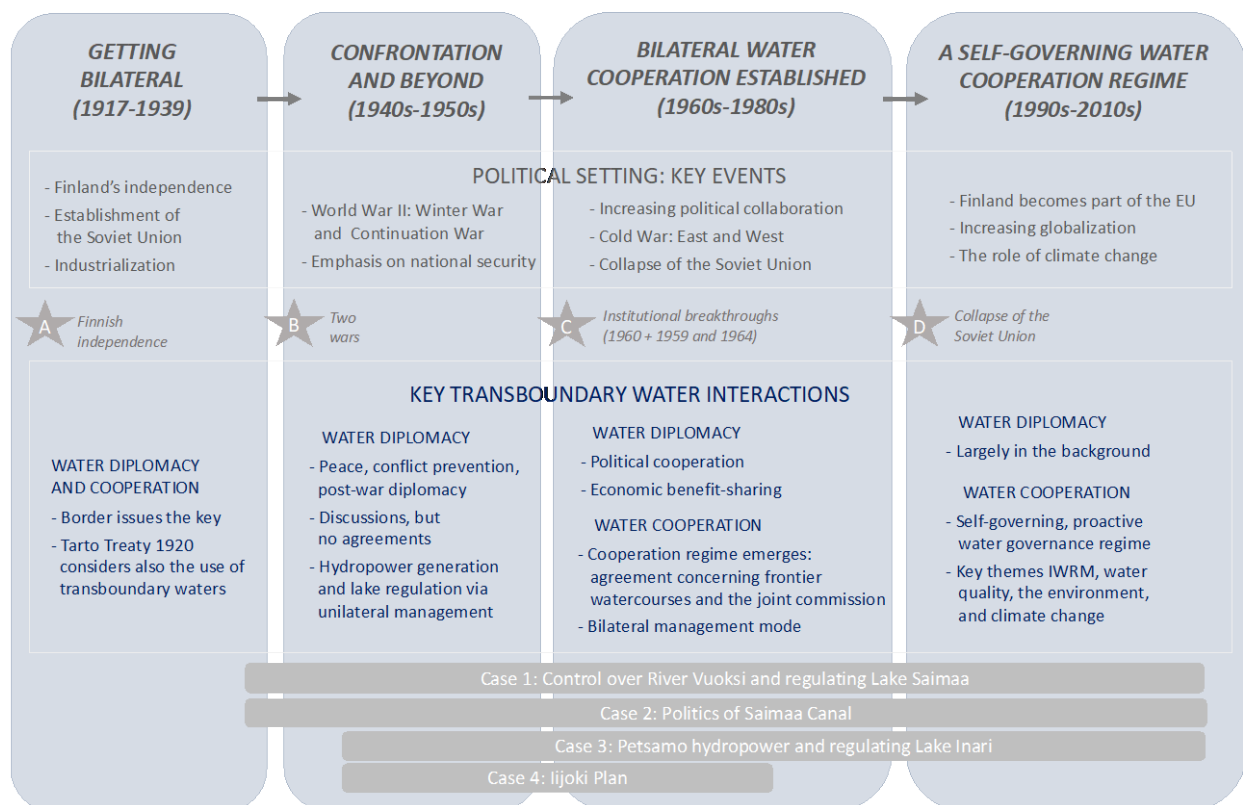 GETTING
BILATERAL
(1917-1939)
CONFRONTATION
AND BEYOND
(1940s-1950s)
BILATERAL WATER
COOPERATION ESTABLISHED
(1960s-1980s)
A SELF-GOVERNING WATER
COOPERATION REGIME
(1990s-2010s)
POLITICAL SETTING: KEY EVENTS
- Finland's independence
- Establishment of
the Soviet Union
- Industrialization
- World War II: Winter War
and Continuation War
- Emphasis on national security
- Increasing political collaboration
- Cold War: East and West
- Collapse of the Soviet Union
- Finland becomes part of the EU
- Increasing globalization
- The role of climate change
A
Finnish
independence
B
Two
wars
C
Institutional breakthroughs
(1960 + 1959 and 1964)
D
Collapse of the
Soviet Union
KEY TRANSBOUNDARY WATER INTERACTIONS
WATER DIPLOMACY
AND COOPERATION
- Border issues the key
- Tarto Treaty 1920
considers also the use of
transboundary waters
WATER DIPLOMACY
- Peace, conflict prevention,
post-war diplomacy
- Discussions, but
no agreements
- Hydropower generation
and lake regulation via
unilateral management
WATER DIPLOMACY
- Political cooperation
- Economic benefit-sharing
WATER COOPERATION
- Cooperation regime emerges:
agreement concerning frontier
watercourses and the joint commission
- Bilateral management mode
WATER DIPLOMACY
- Largely in the background
WATER COOPERATION
- Self-governing, proactive
water governance regime
- Key themes IWRM, water
quality, the environment,
and climate change
Case 1: Control over River Vuoksi and regulating Lake Saimaa
Case 2: Politics of Saimaa Canal
Case 3: Petsamo hydropower and regulating Lake Inari
Case 4: Iijoki Plan